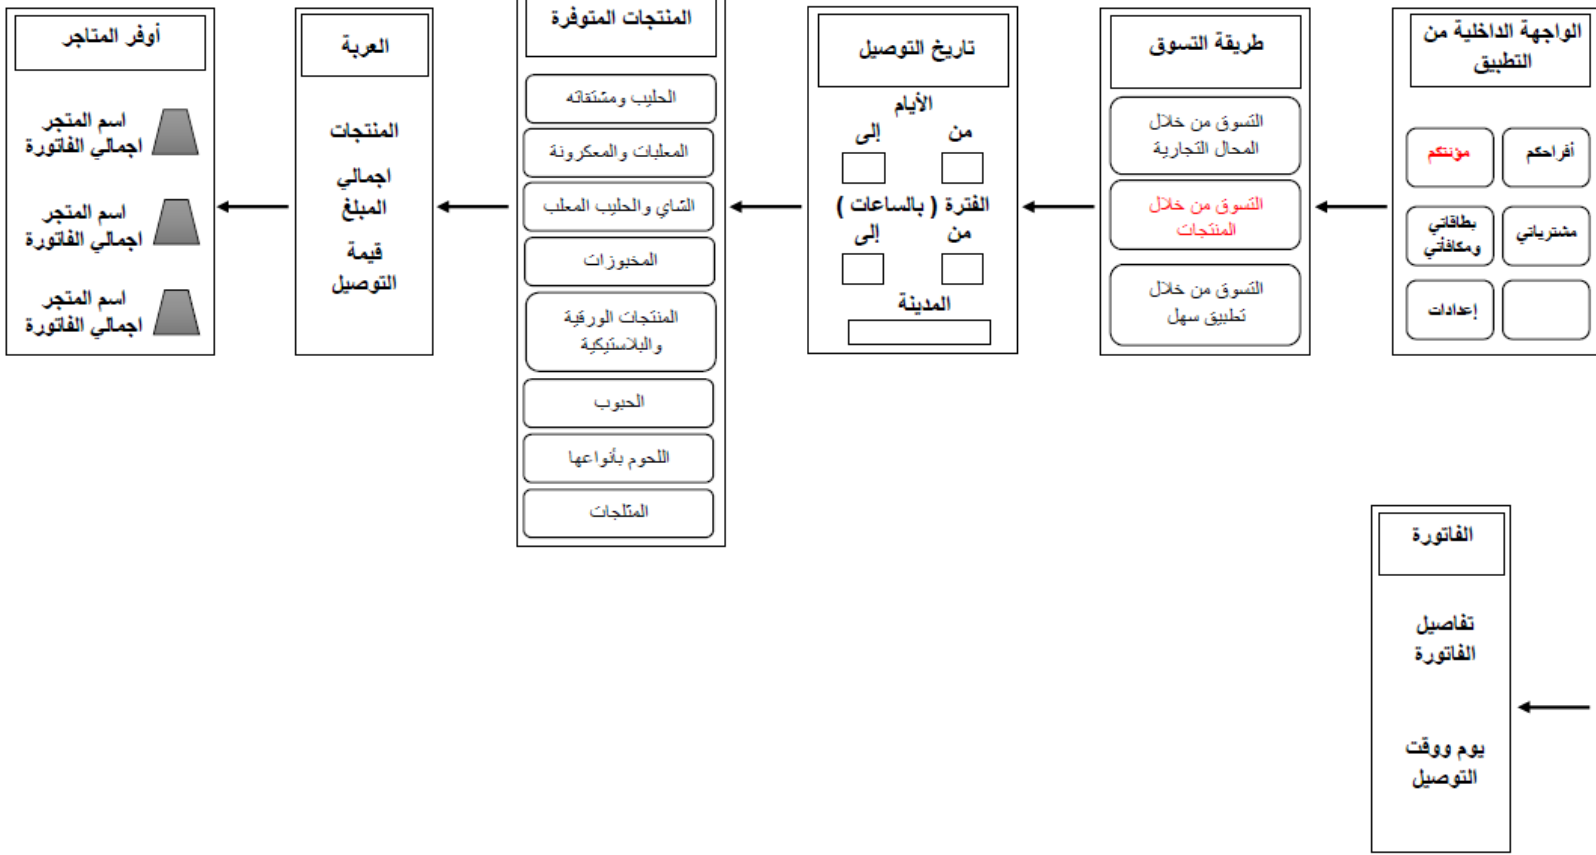 الواجهة الداخلية من
التطبيق
أفراحكم
مؤنتكم
مشترياتي
بطاقاتي
ومكافأتي
إعدادات
طريقة التسوق
التسوق من خلال
المحال التجارية
التسوق من خلال
المنتجات
التسوق من خلال
تطبيق سهل
تاريخ التوصيل
الأيام
من
إلى
الفترة ( بالساعات )
من
إلى
المدينة
المنتجات المتوفرة
الحليب ومشتقاته
المعلبات والمعكرونة
الشاي والحليب المعلب
المخبوزات
المنتجات الورقية
والبلاستيكية
الحبوب
اللحوم بأنواعها
المثلجات
العربة
المنتجات
اجمالي
المبلغ
قيمة
التوصيل
أوفر المتاجر
اسم المتجر
اجمالي الفاتورة
اسم المتجر
اجمالي الفاتورة
اسم المتجر
اجمالي الفاتورة
الفاتورة
تفاصيل
الفاتورة
يوم ووقت
التوصيل